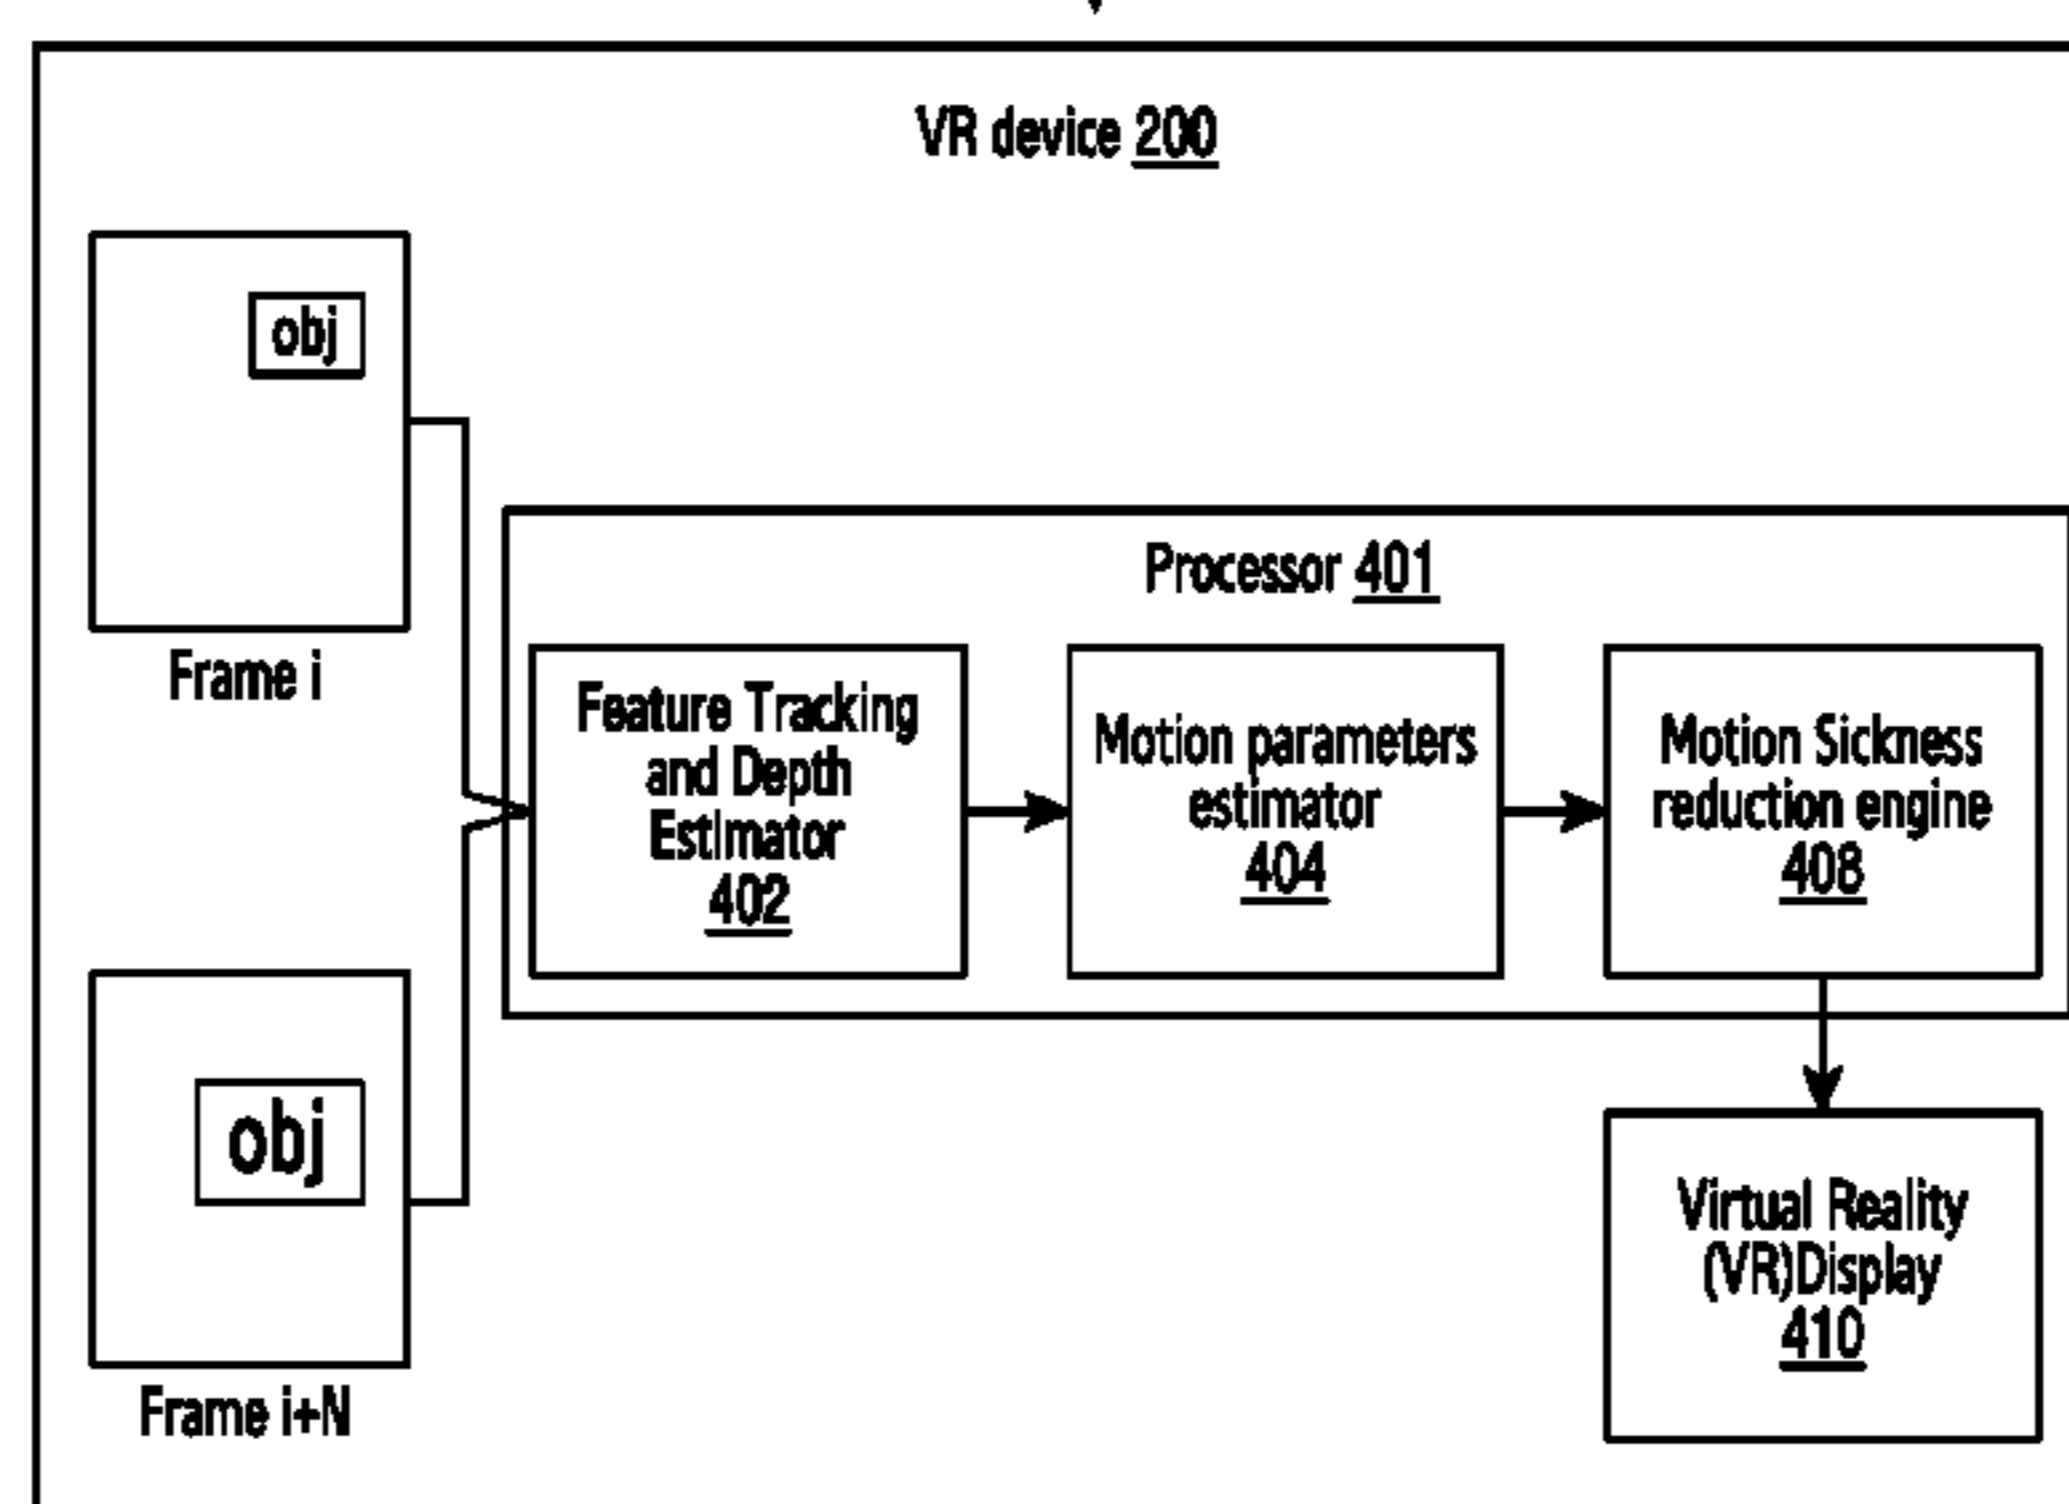 VR device 200
obj
Frame i
Processor 401
Feature Tracking
and Depth
Estimator
402
Motion parameters
estimator
404
Motion Sickness
reduction engine
408
obj
Frame i+N
Virtual Reality
(VR)Display
410